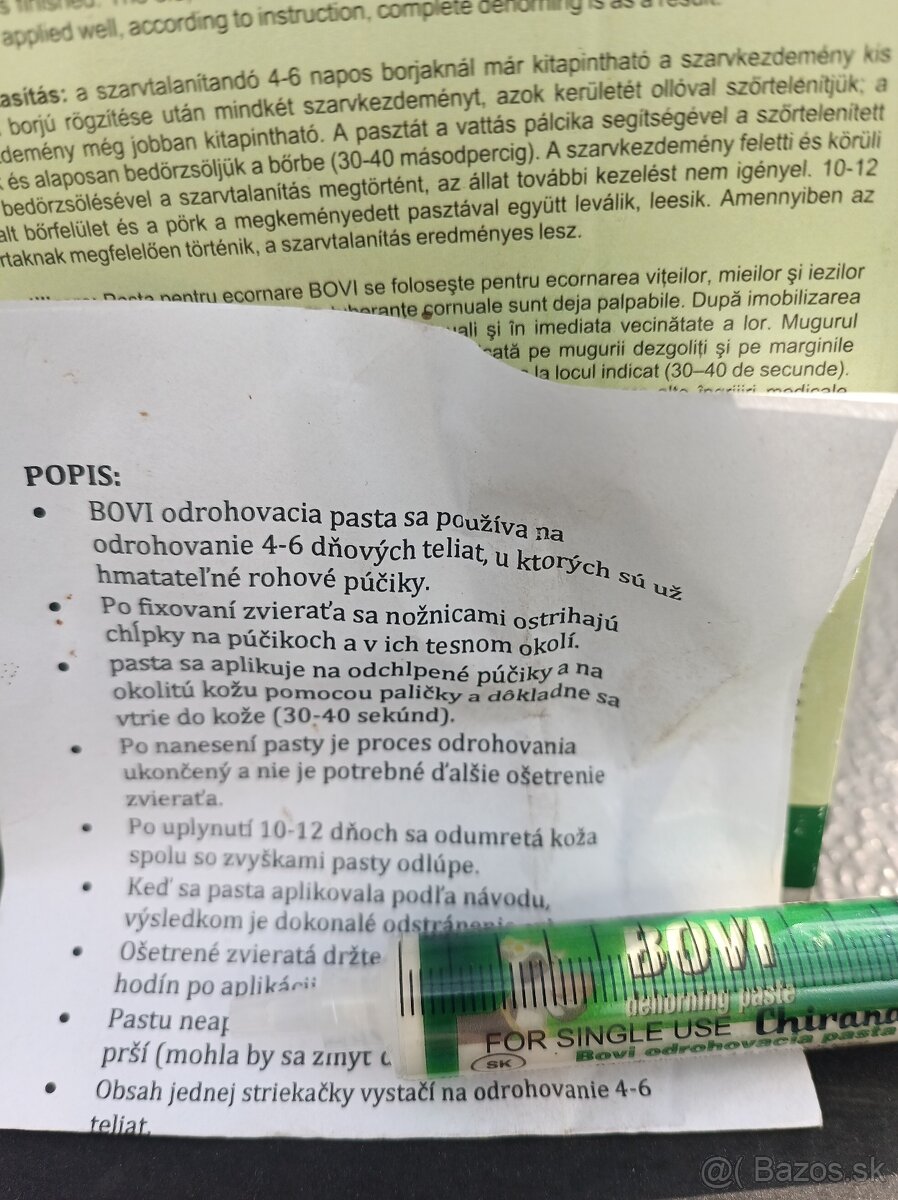 applied well, according to instruction, complete dehorning is as a result.
asítás: a szarvtalanítandó 4-6 napos borjaknál már kitapintható a szarvkezdemény kis
borjú rögzítése után mindkét szarvkezdeményt, azok kerületét ollóval szőrtelenítjük; a
demény még jobban kitapintható. A pasztát a vattás pálcika segítségével a szőrtelenített
és alaposan bedörzsöljük a bőrbe (30-40 másodpercig). A szarvkezdemény feletti és körüli
bedörzsölésével a szarvtalanítás megtörtént, az állat további kezelést nem igényel. 10-12
alt bőrfelület és a pörk a megkeményedett pasztával együtt leválik, leesik. Amennyiben az
rtaknak megfelelően történik, a szarvtalanítás eredményes lesz.
Pasta pentru ecornare BOVI se foloseşte pentru ecornarea viţeilor, mieilor şi iezilor
cornuale sunt deja palpabile. După imobilizarea
uali şi în imediata vecinătate a lor. Mugurul
cată pe mugurii dezgoliţi şi pe marginile
la locul indicat (30–40 de secunde).
POPIS:
• BOVI odrohovacia pasta sa používa na
odrohovanie 4-6 dňových teliat, u ktorých sú už
hmatateľné rohové púčiky.
• Po fixovaní zvieraťa sa nožnicami ostrihajú
chĺpky na púčikoch a v ich tesnom okolí.
• pasta sa aplikuje na odchlpené púčiky a na
okolitú kožu pomocou paličky a dôkladne sa
vtrie do kože (30-40 sekúnd).
• Po nanesení pasty je proces odrohovania
ukončený a nie je potrebné ďalšie ošetrenie
zvieraťa.
• Po uplynutí 10-12 dňoch sa odumretá koža
spolu so zvyškami pasty odlúpe.
• Keď sa pasta aplikovala podľa návodu,
výsledkom je dokonalé
• Ošetrené zvieratá držte
hodín po aplikácii
• Pastu neap
prší (mohla by sa zmyť
• Obsah jednej striekačky vystačí na odrohovanie 4-6
teliat.
BOVI
dehorning paste
FOR SINGLE USE Chirana
SK Bovi odrohovacia pasta
@( Bazos.sk